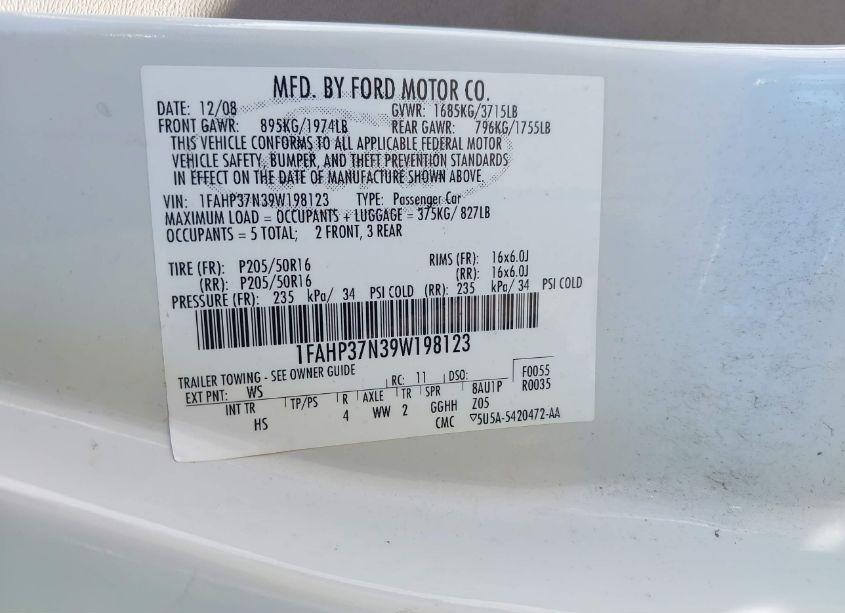 MFD. BY FORD MOTOR CO.
DATE: 12/08 GVWR: 1685KG/3715LB
FRONT GAWR: 895KG/1974LB REAR GAWR: 796KG/1755LB
THIS VEHICLE CONFORMS TO ALL APPLICABLE FEDERAL MOTOR
VEHICLE SAFETY, BUMPER, AND THEFT PREVENTION STANDARDS
IN EFFECT ON THE DATE OF MANUFACTURE SHOWN ABOVE.
VIN: 1FAHP37N39W198123 TYPE: Passenger Car
MAXIMUM LOAD = OCCUPANTS + LUGGAGE = 375KG/ 827LB
OCCUPANTS = 5 TOTAL; 2 FRONT, 3 REAR
TIRE (FR): P205/50R16 RIMS (FR): 16x6.0J
(RR): P205/50R16 (RR): 16x6.0J
PRESSURE (FR): 235 kPa/ 34 PSI COLD (RR): 235 kPa/ 34 PSI COLD
1FAHP37N39W198123
TRAILER TOWING - SEE OWNER GUIDE
EXT PNT: WS RC: 11 DSO: F0055
R0035
INT TR TP/PS R AXLE TR SPR 8AU1P
HS 4 WW 2 GGHH Z05
CMC ▽5U5A-5420472-AA